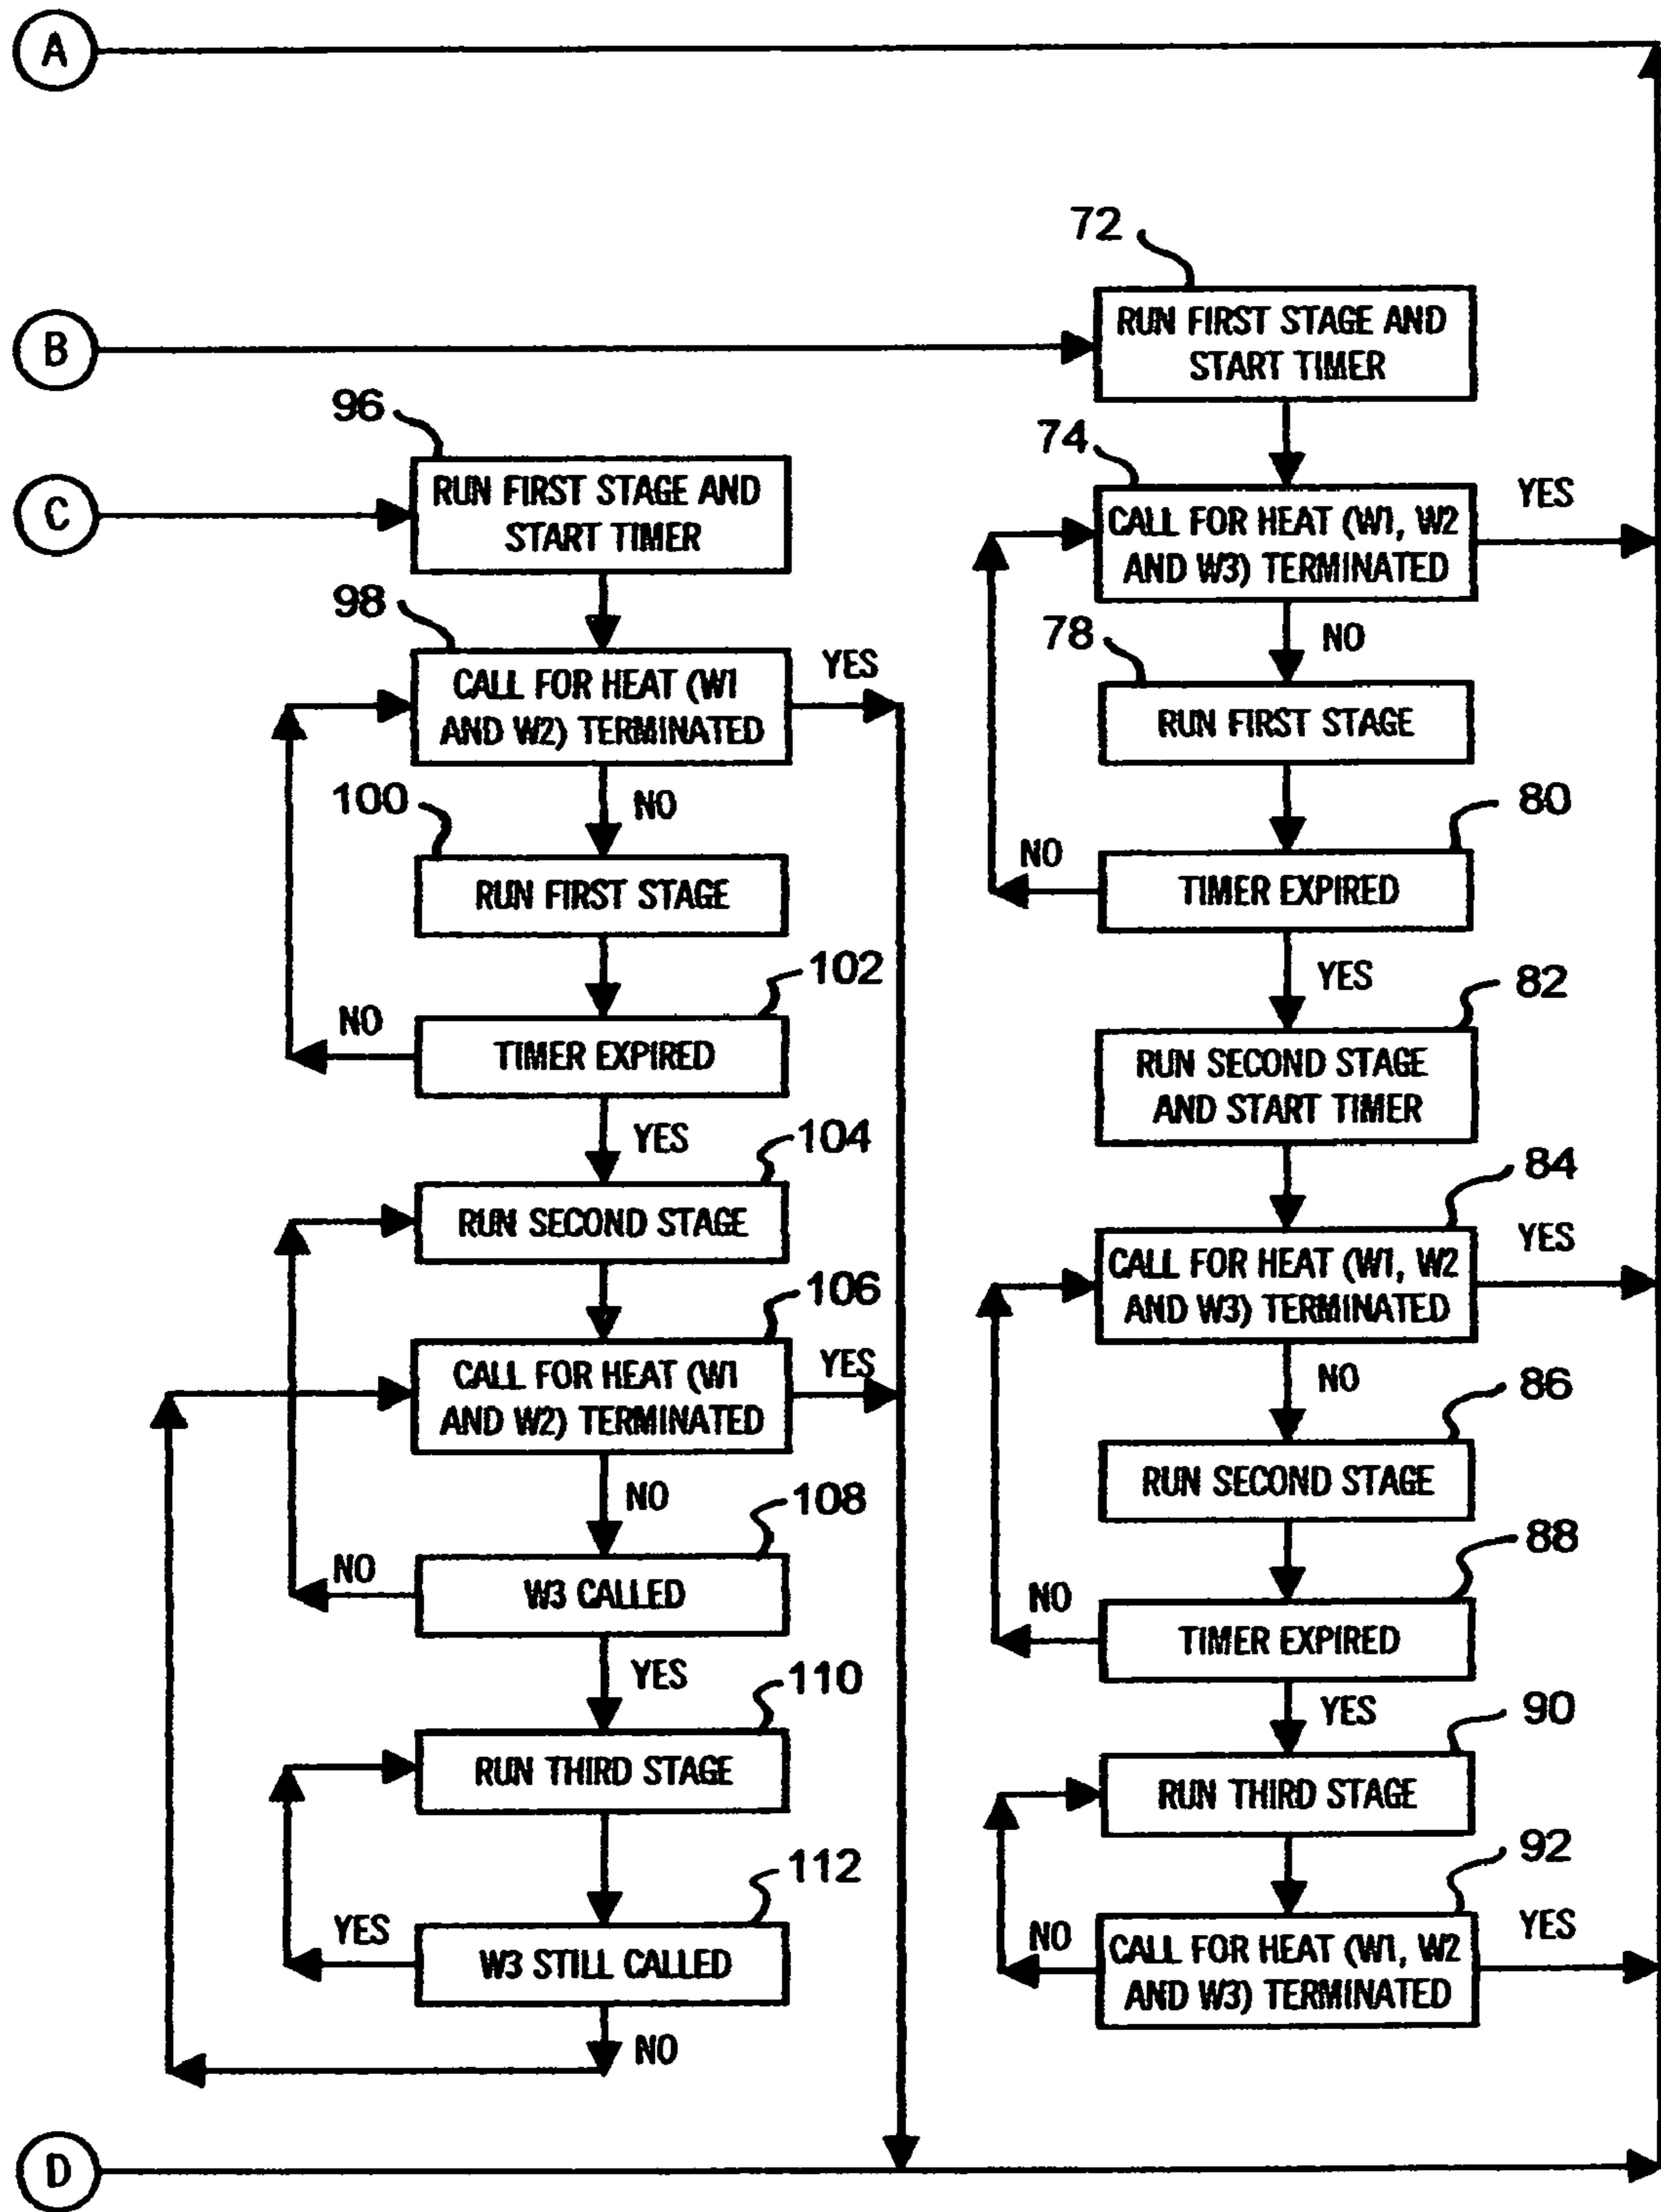 A
B
C
96
RUN FIRST STAGE AND
START TIMER
98
CALL FOR HEAT (W1
AND W2) TERMINATED
YES
NO
100
RUN FIRST STAGE
102
NO
TIMER EXPIRED
YES
104
RUN SECOND STAGE
106
CALL FOR HEAT (W1
AND W2) TERMINATED
YES
NO
108
NO
W3 CALLED
YES
110
RUN THIRD STAGE
112
YES
W3 STILL CALLED
NO
72
RUN FIRST STAGE AND
START TIMER
74
CALL FOR HEAT (W1, W2
AND W3) TERMINATED
YES
NO
78
RUN FIRST STAGE
80
NO
TIMER EXPIRED
YES
82
RUN SECOND STAGE
AND START TIMER
84
CALL FOR HEAT (W1, W2
AND W3) TERMINATED
YES
NO
86
RUN SECOND STAGE
88
NO
TIMER EXPIRED
YES
90
RUN THIRD STAGE
92
NO
CALL FOR HEAT (W1, W2
AND W3) TERMINATED
YES
D